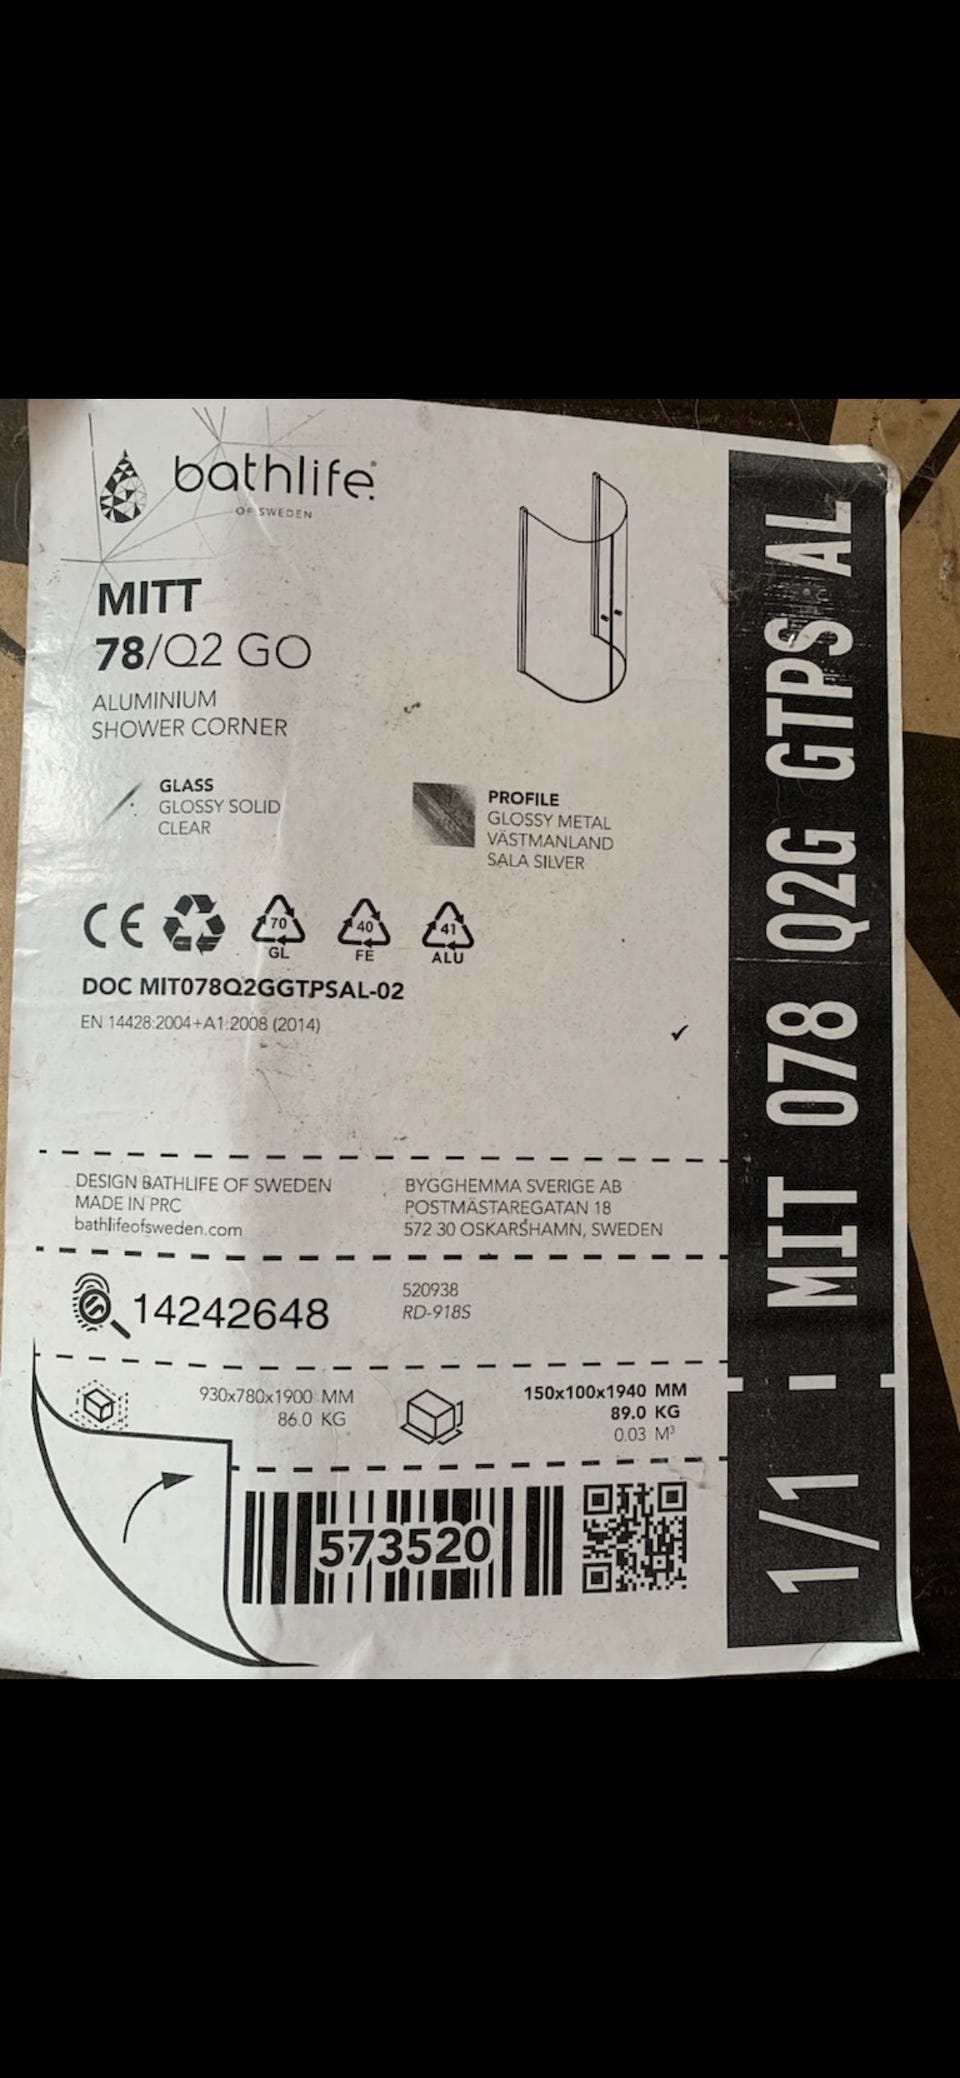 bathlife®
OF SWEDEN
MITT
78/Q2 GO
ALUMINIUM
SHOWER CORNER
GLASS
GLOSSY SOLID
CLEAR
PROFILE
GLOSSY METAL
VÄSTMANLAND
SALA SILVER
CE
70
GL
40
FE
41
ALU
DOC MIT078Q2GGTPSAL-02
EN 14428:2004+A1:2008 (2014)
DESIGN BATHLIFE OF SWEDEN
MADE IN PRC
bathlifeofsweden.com
BYGGHEMMA SVERIGE AB
POSTMÄSTAREGATAN 18
572 30 OSKARSHAMN, SWEDEN
14242648
520938
RD-918S
930x780x1900 MM
86.0 KG
150x100x1940 MM
89.0 KG
0.03 M³
573520
1/1 - MIT 078 Q2G GTPS AL